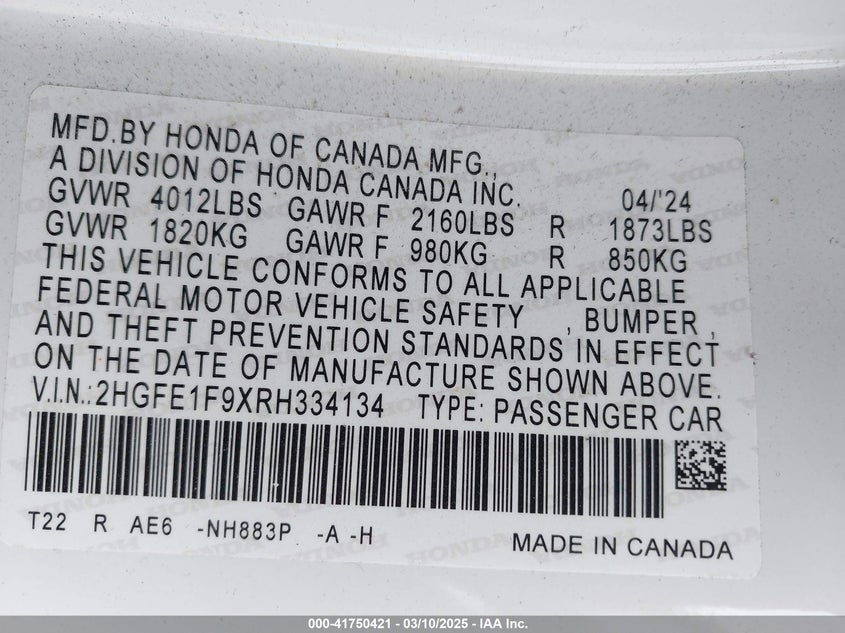 MFD.BY HONDA OF CANADA MFG.,
A DIVISION OF HONDA CANADA INC. 04/'24
GVWR 4012LBS GAWR F 2160LBS R 1873LBS
GVWR 1820KG GAWR F 980KG R 850KG
THIS VEHICLE CONFORMS TO ALL APPLICABLE
FEDERAL MOTOR VEHICLE SAFETY , BUMPER ,
AND THEFT PREVENTION STANDARDS IN EFFECT
ON THE DATE OF MANUFACTURE SHOWN ABOVE.
V.I.N.:2HGFE1F9XRH334134 TYPE: PASSENGER CAR
T22 R AE6 -NH883P -A -H
MADE IN CANADA
000-41750421 - 03/10/2025 - IAA Inc.